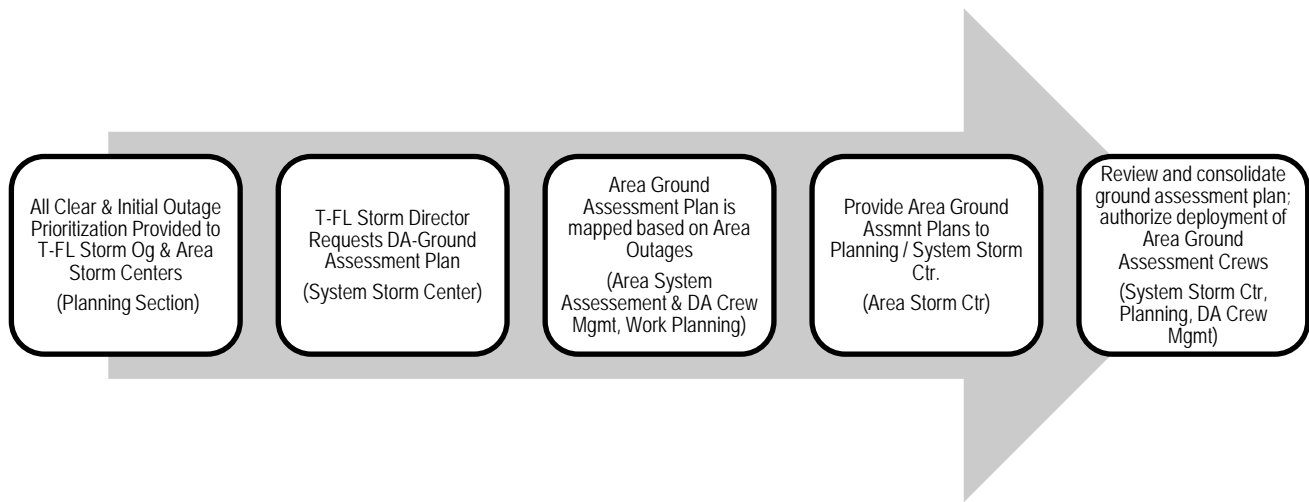 All Clear & Initial Outage
Prioritization Provided to
T-FL Storm Og & Area
Storm Centers
(Planning Section)
T-FL Storm Director
Requests DA-Ground
Assessment Plan
(System Storm Center)
Area Ground
Assessment Plan is
mapped based on Area
Outages
(Area System
Assessement & DA Crew
Mgmt, Work Planning)
Provide Area Ground
Assmnt Plans to
Planning / System Storm
Ctr.
(Area Storm Ctr)
Review and consolidate
ground assessment plan;
authorize deployment of
Area Ground
Assessment Crews
(System Storm Ctr,
Planning, DA Crew
Mgmt)